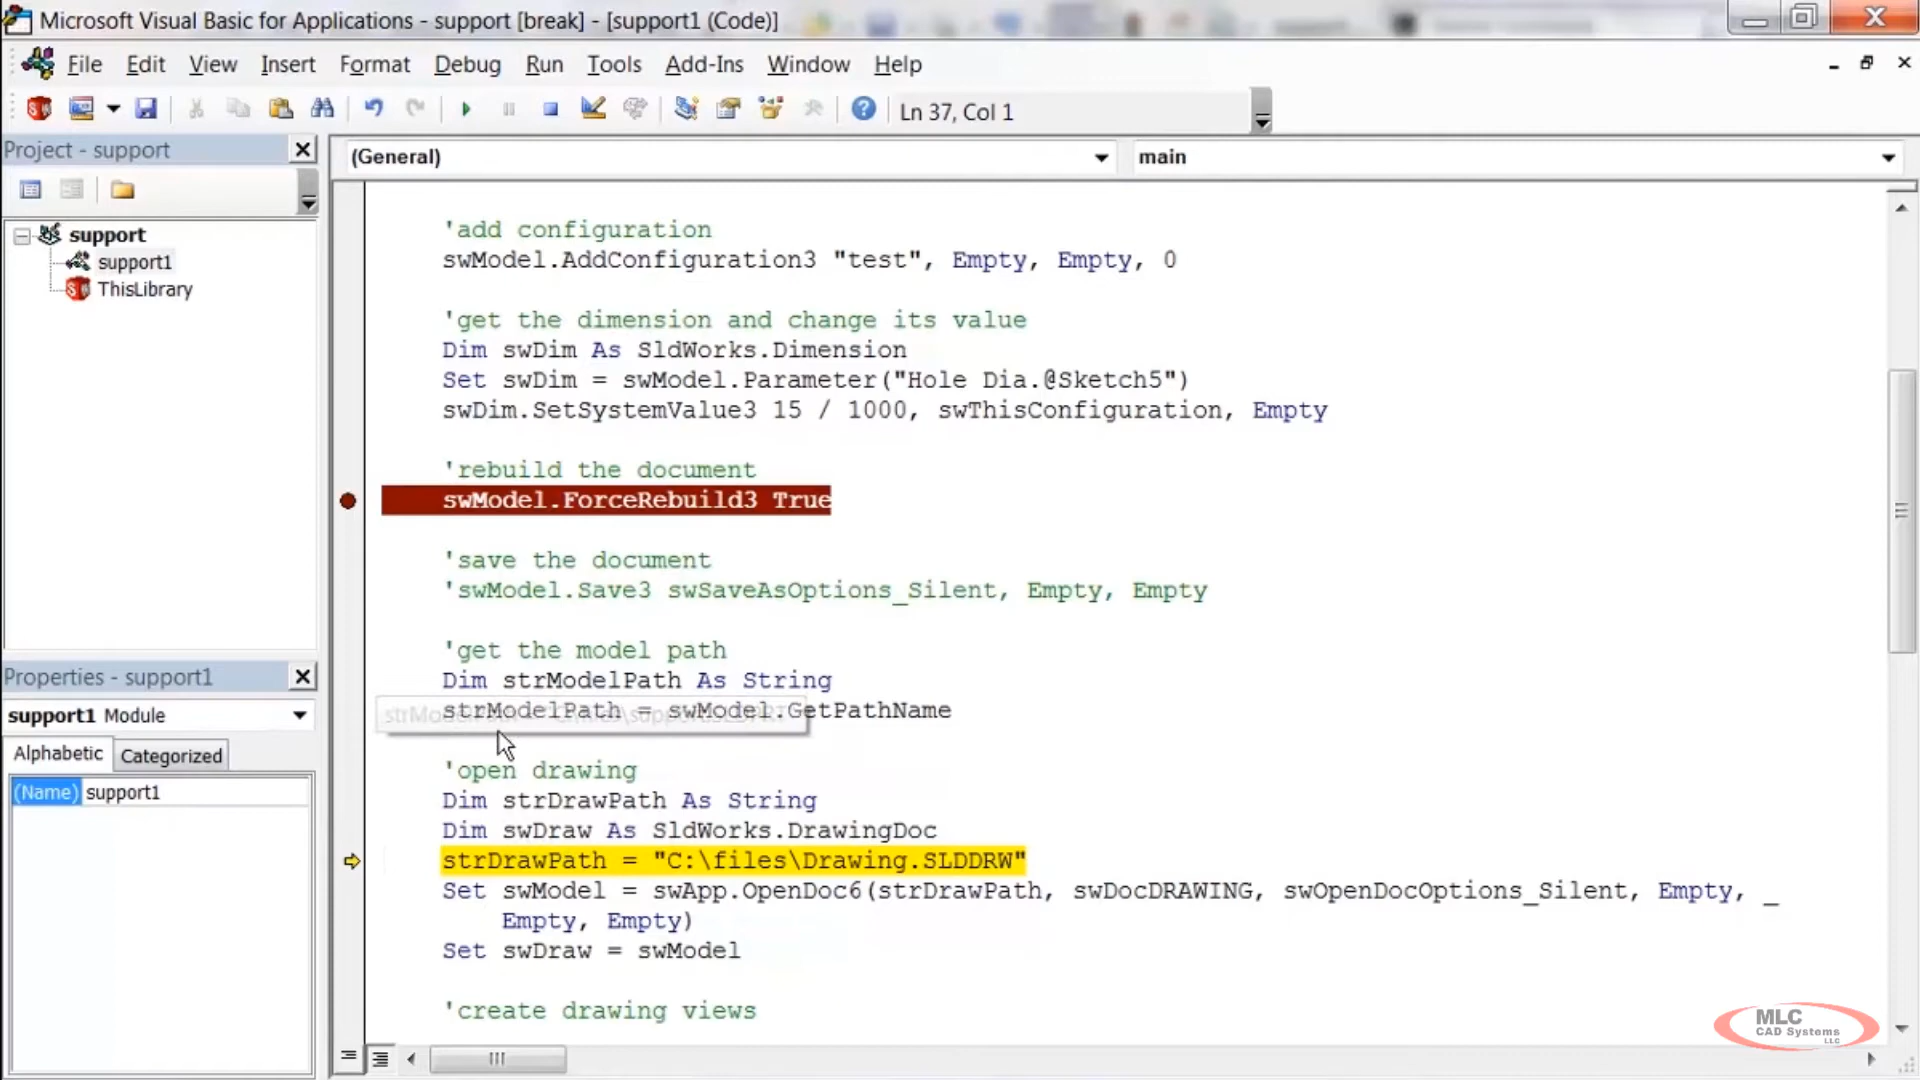 Microsoft Visual Basic for Applications - support [break] - [support1 (Code)]
File Edit View Insert Format Debug Run Tools Add-Ins Window Help
Ln 37, Col 1
Project - support
support
support1
ThisLibrary
Properties - support1
support1 Module
Alphabetic Categorized
(Name) support1
(General) main
'add configuration
swModel.AddConfiguration3 "test", Empty, Empty, 0
'get the dimension and change its value
Dim swDim As SldWorks.Dimension
Set swDim = swModel.Parameter("Hole Dia.@Sketch5")
swDim.SetSystemValue3 15 / 1000, swThisConfiguration, Empty
'rebuild the document
swModel.ForceRebuild3 True
'save the document
'swModel.Save3 swSaveAsOptions_Silent, Empty, Empty
'get the model path
Dim strModelPath As String
strModelPath = swModel.GetPathName
'open drawing
Dim strDrawPath As String
Dim swDraw As SldWorks.DrawingDoc
strDrawPath = "C:\files\Drawing.SLDDRW"
Set swModel = swApp.OpenDoc6(strDrawPath, swDocDRAWING, swOpenDocOptions_Silent, Empty, _
Empty, Empty)
Set swDraw = swModel
'create drawing views
MLC
CAD Systems
LLC